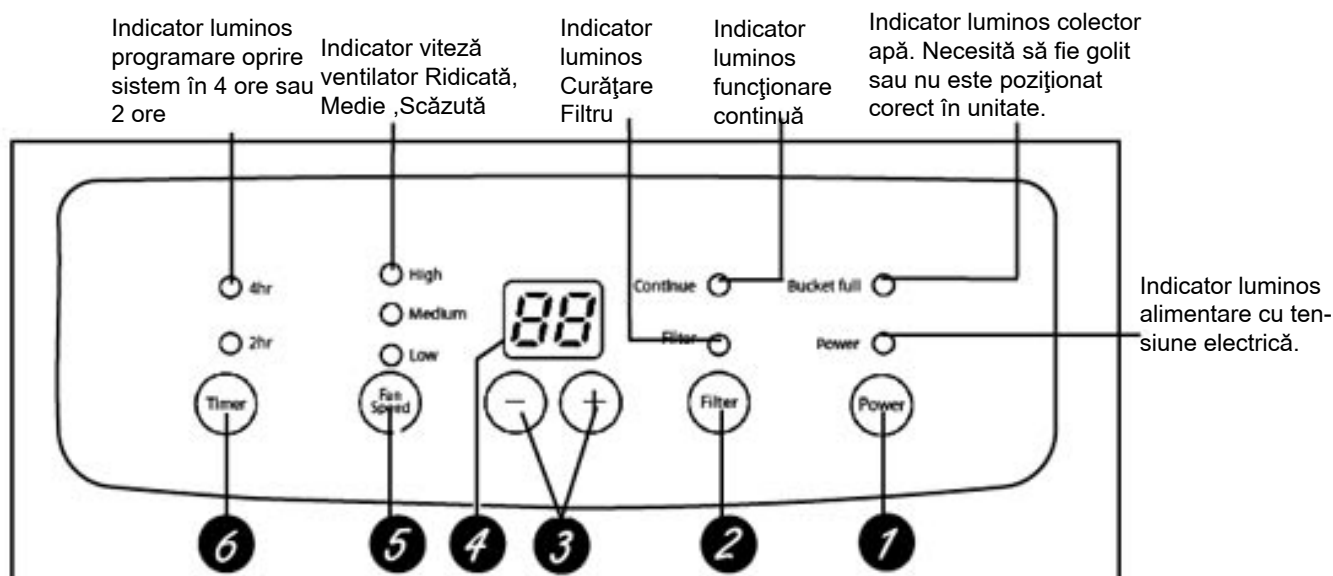 Indicator luminos
programare oprire
sistem în 4 ore sau
2 ore
Indicator viteză
ventilator Ridicată,
Medie ,Scăzută
Indicator
luminos
Curăţare
Filtru
Indicator
luminos
funcţionare
continuă
Indicator luminos colector
apă. Necesită să fie golit
sau nu este poziţionat
corect în unitate.
Indicator luminos
alimentare cu ten-
siune electrică.
4hr
2hr
Timer
High
Medium
Low
Fan
Speed
88
- +
Continue
Filter
Filter
Bucket full
Power
Power
6 5 4 3 2 1